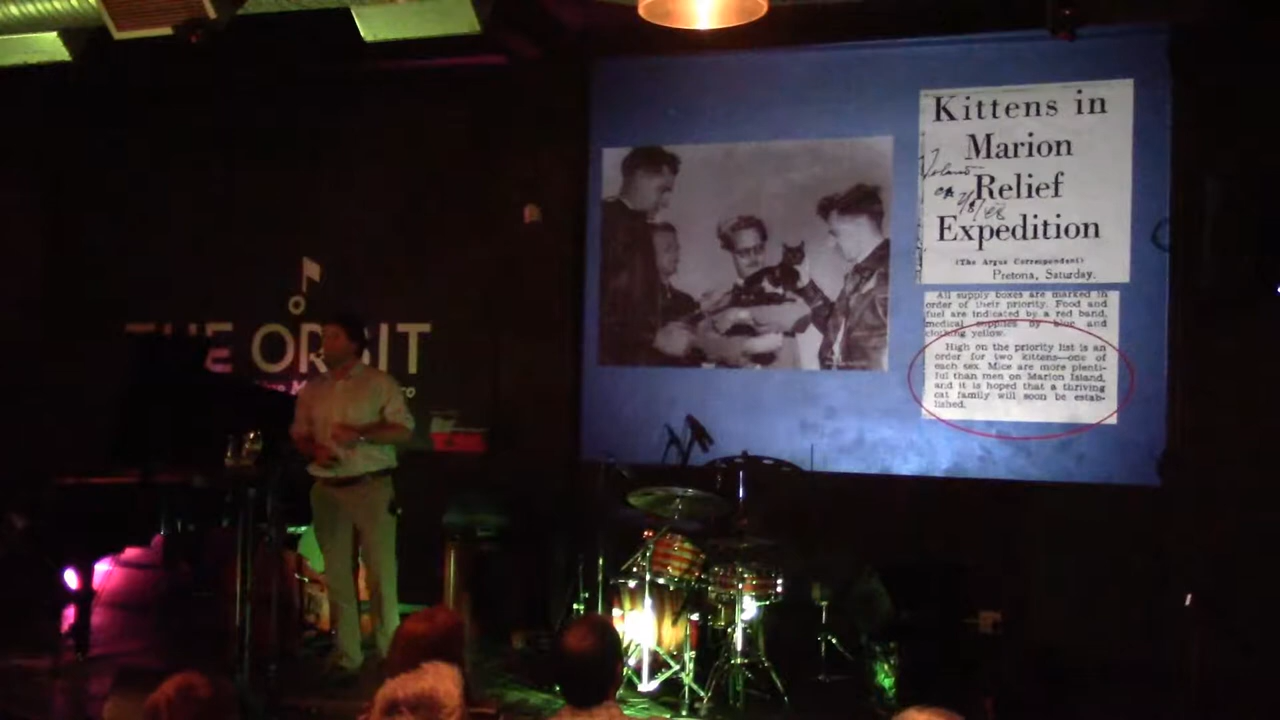 THE ORBIT
Kittens in
Marion
Relief
Expedition
(The Argus Correspondent)
Pretoria, Saturday.
All supply boxes are marked in
order of their priority. Food and
fuel are indicated by a red band,
medical supplies by blue and
clothing yellow.
High on the priority list is an
order for two kittens—one of
each sex. Mice are more plenti-
ful than men on Marion Island,
and it is hoped that a thriving
cat family will soon be estab-
lished.